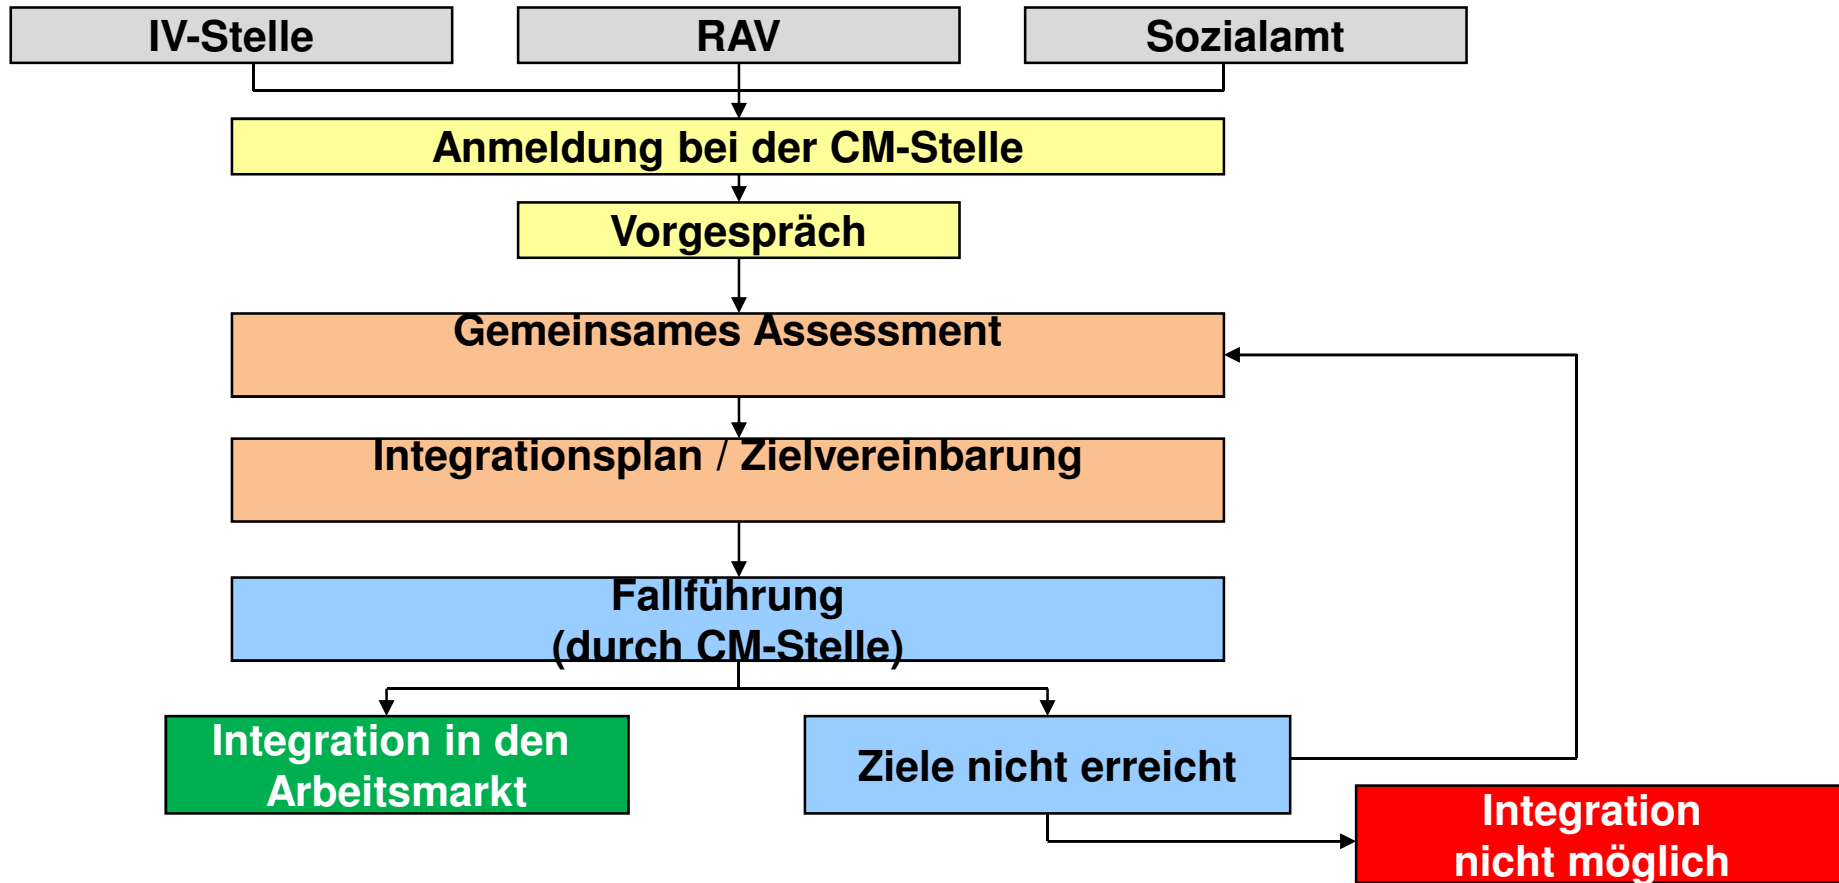 IV-Stelle
RAV
Sozialamt
Anmeldung bei der CM-Stelle
Vorgespräch
Gemeinsames Assessment
Integrationsplan / Zielvereinbarung
Fallführung
(durch CM-Stelle)
Integration in den
Arbeitsmarkt
Ziele nicht erreicht
Integration
nicht möglich